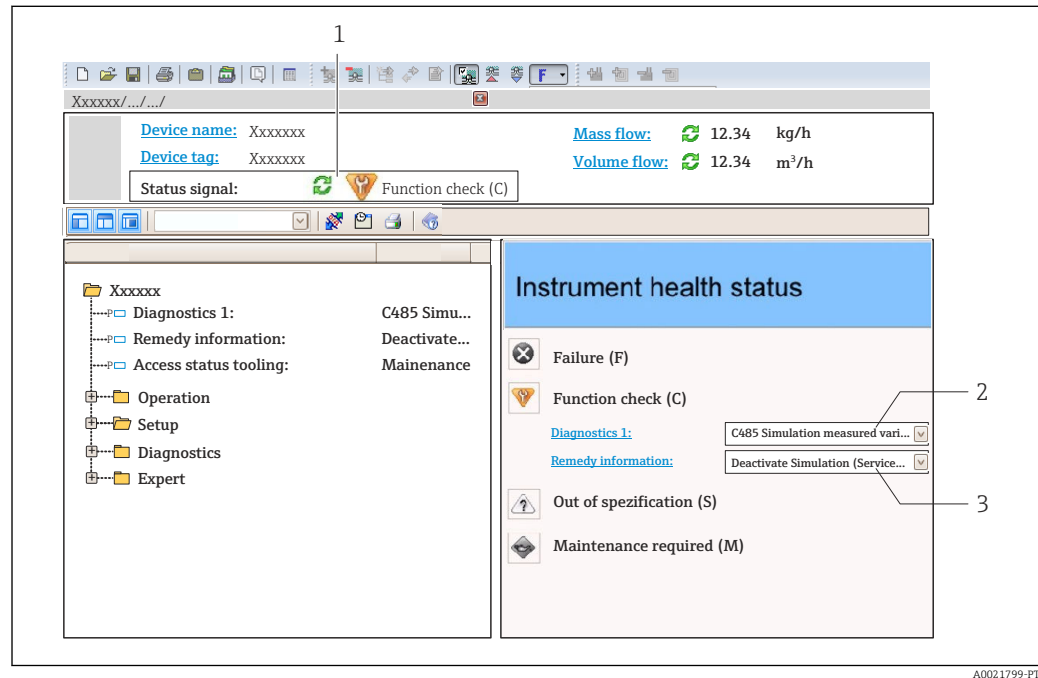 1
F
Xxxxxx/.../.../
Device name: Xxxxxxx
Mass flow: 12.34 kg/h
Device tag: Xxxxxxx
Volume flow: 12.34 m³/h
Status signal: Function check (C)
Xxxxxx
Diagnostics 1: C485 Simu...
Remedy information: Deactivate...
Access status tooling: Mainenance
Operation
Setup
Diagnostics
Expert
Instrument health status
Failure (F)
Function check (C)
2
Diagnostics 1: C485 Simulation measured vari...
Remedy information: Deactivate Simulation (Service...
3
Out of spezification (S)
Maintenance required (M)
A0021799-PT